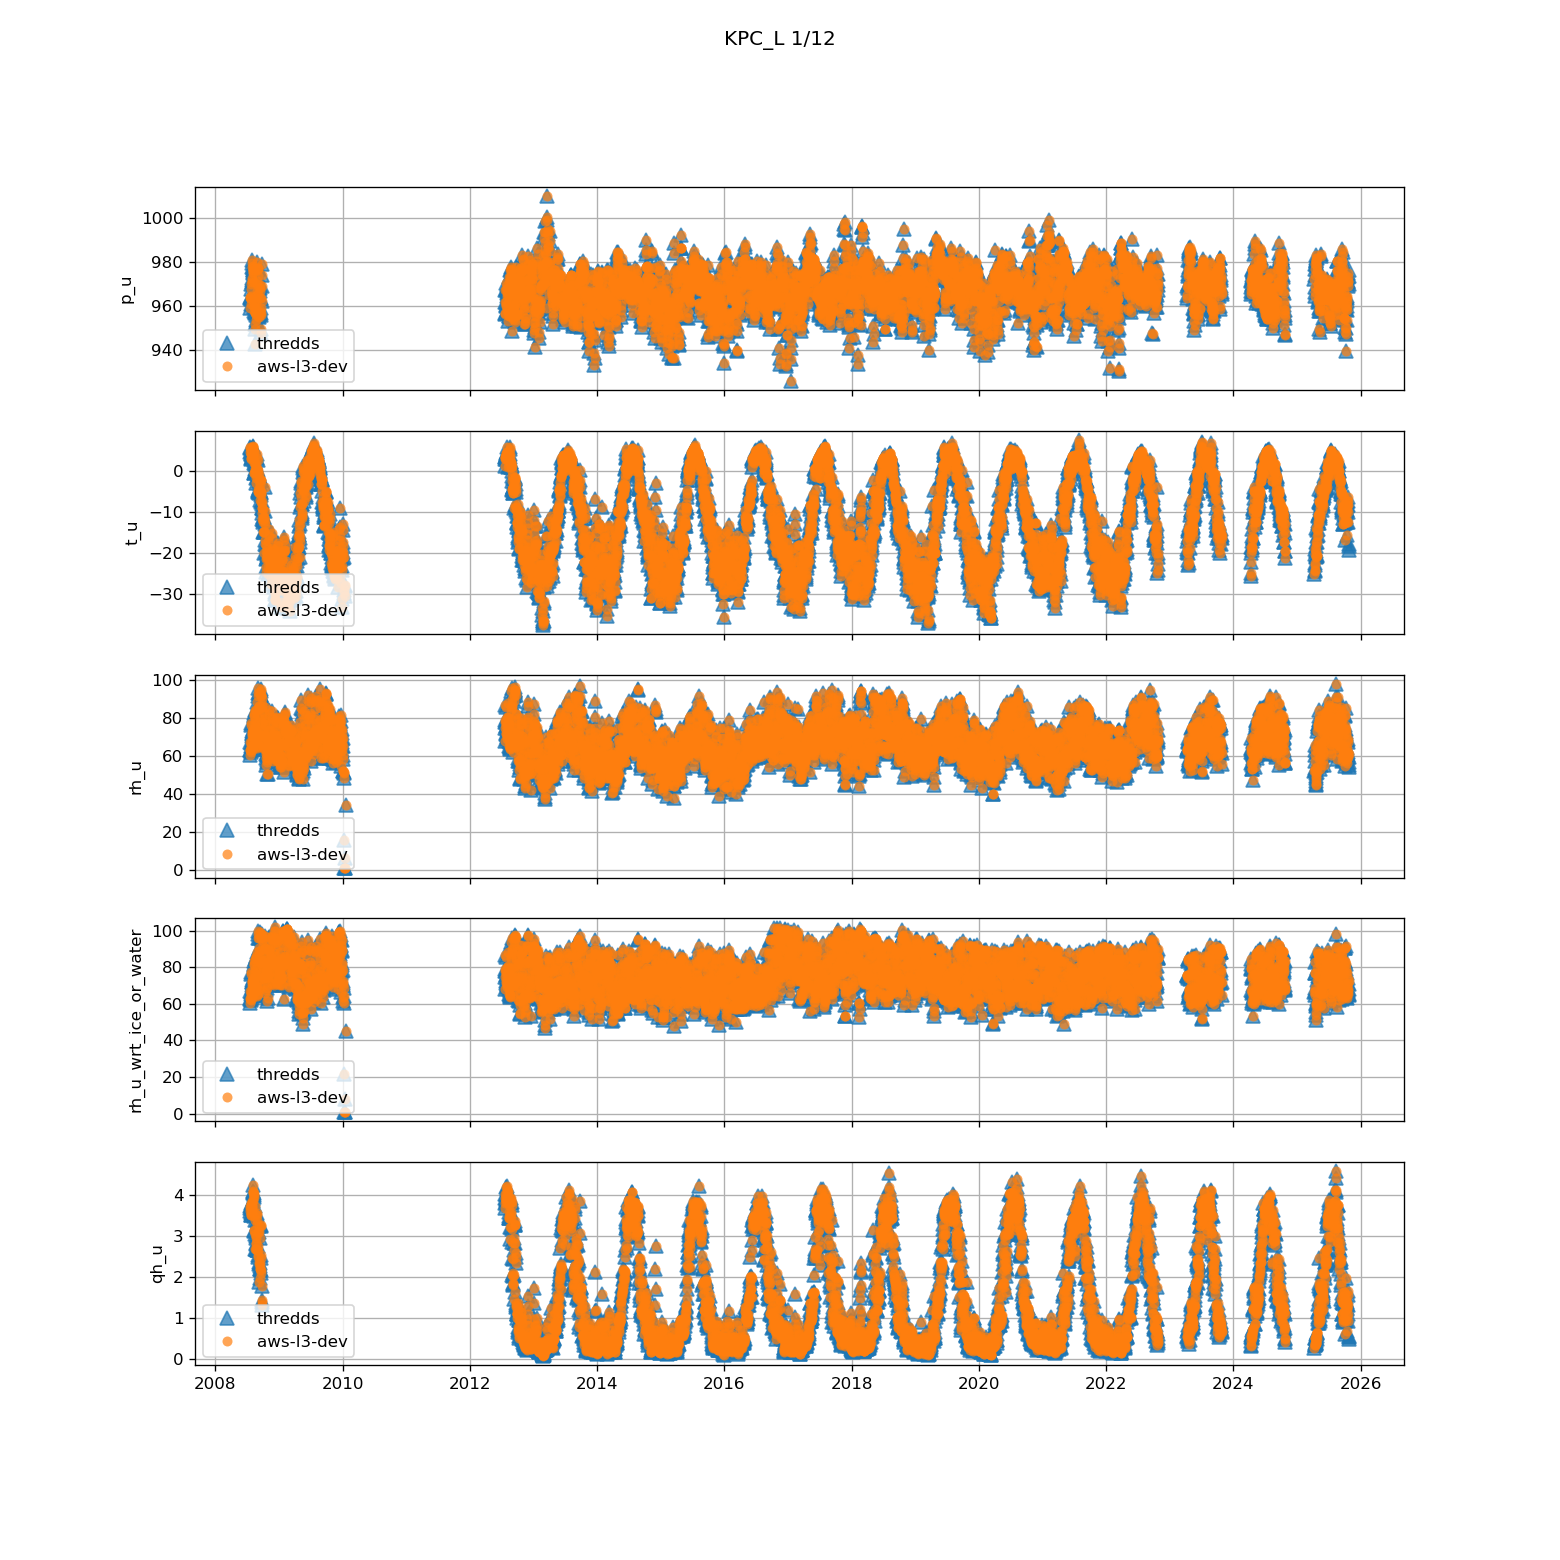 KPC_L 1/12
1000
980
960
940
p_u
thredds
aws-l3-dev
0
−10
−20
−30
t_u
thredds
aws-l3-dev
100
80
60
40
20
0
rh_u
thredds
aws-l3-dev
100
80
60
40
20
0
rh_u_wrt_ice_or_water
thredds
aws-l3-dev
4
3
2
1
0
qh_u
thredds
aws-l3-dev
2008 2010 2012 2014 2016 2018 2020 2022 2024 2026